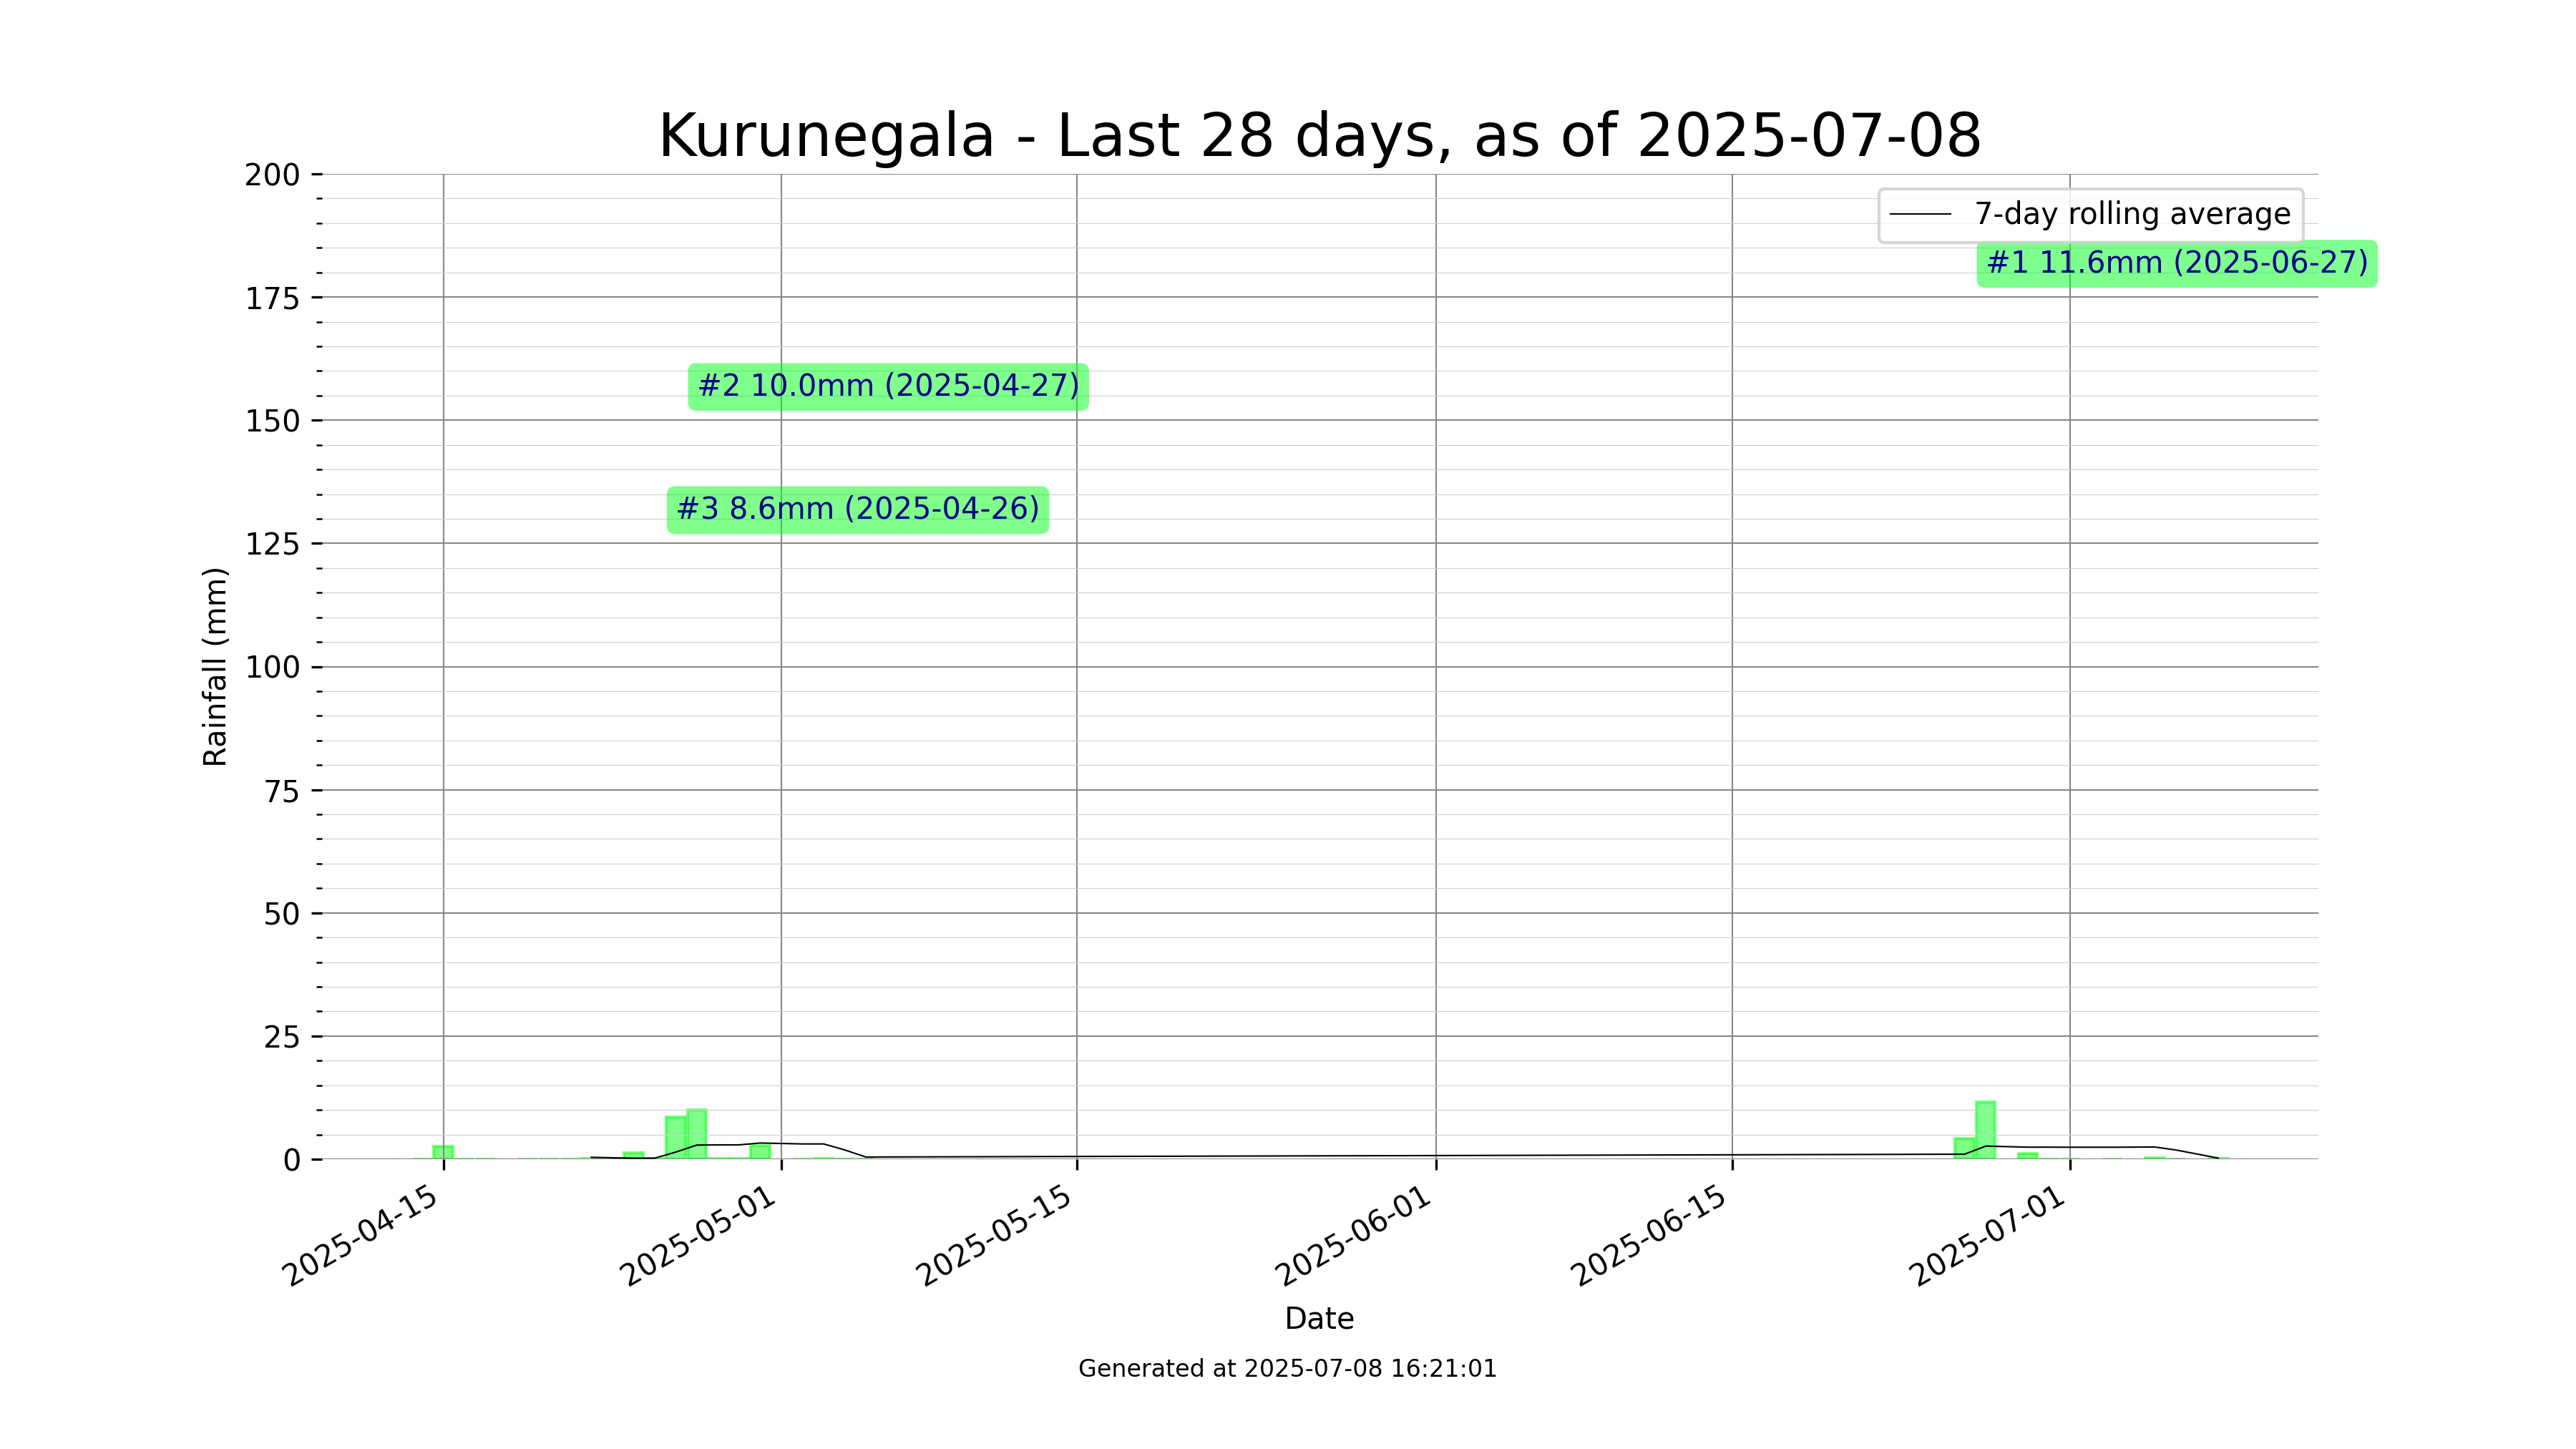 Kurunegala - Last 28 days, as of 2025-07-08
200
175
150
125
100
75
50
25
0
Rainfall (mm)
7-day rolling average
#1 11.6mm (2025-06-27)
#2 10.0mm (2025-04-27)
#3 8.6mm (2025-04-26)
2025-04-15
2025-05-01
2025-05-15
2025-06-01
2025-06-15
2025-07-01
Date
Generated at 2025-07-08 16:21:01